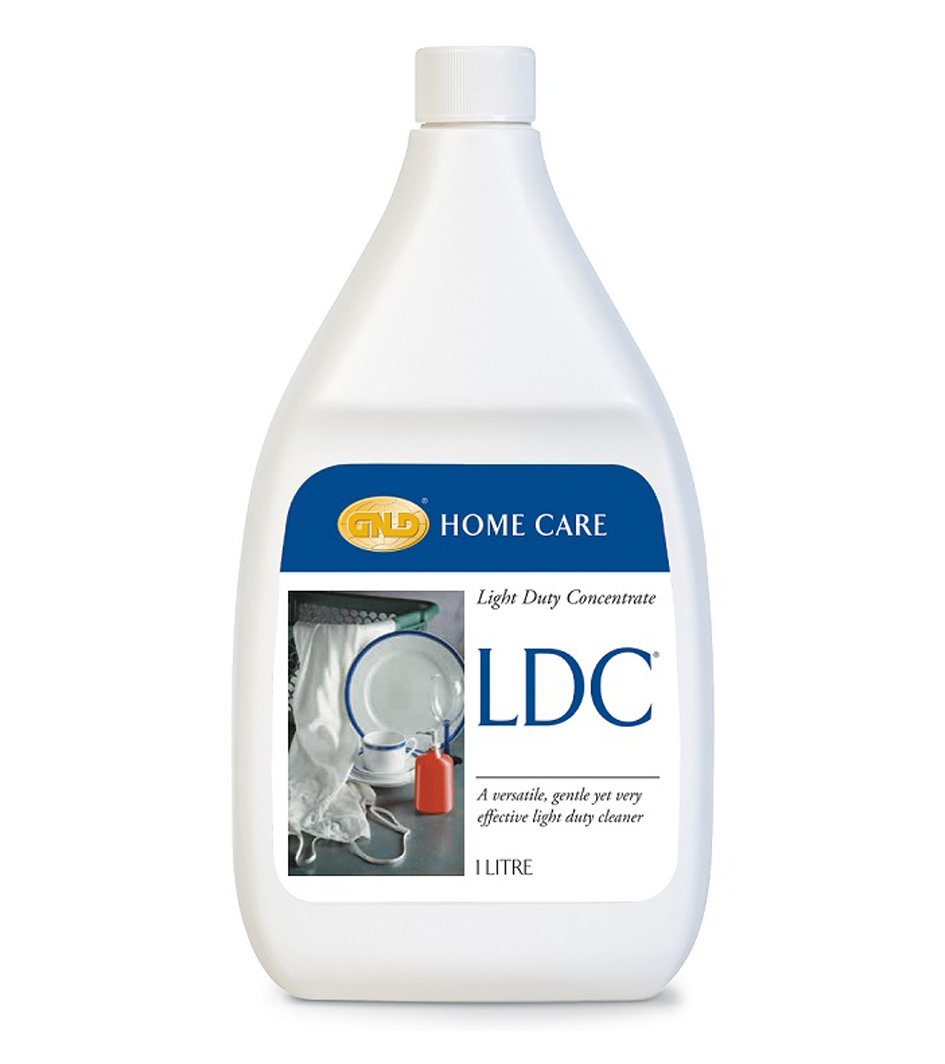 GNLD® HOME CARE
Light Duty Concentrate
LDC®
A versatile, gentle yet very
effective light duty cleaner
1 LITRE